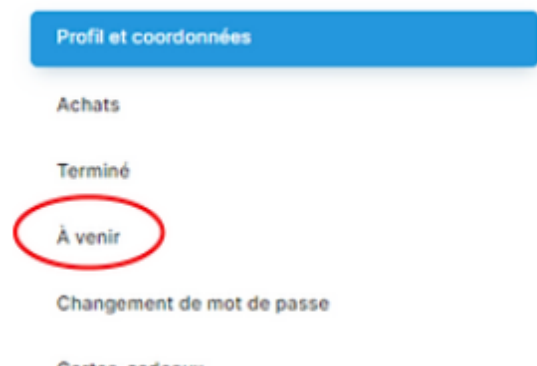 Profil et coordonnées
Achats
Terminé
À venir
Changement de mot de passe